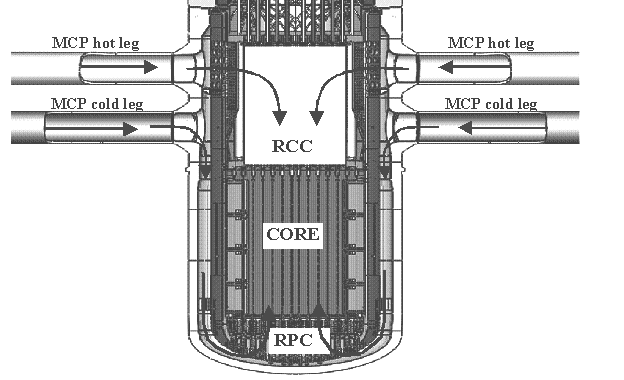 MCP hot leg
MCP hot leg
MCP cold leg
MCP cold leg
RCC
CORE
RPC